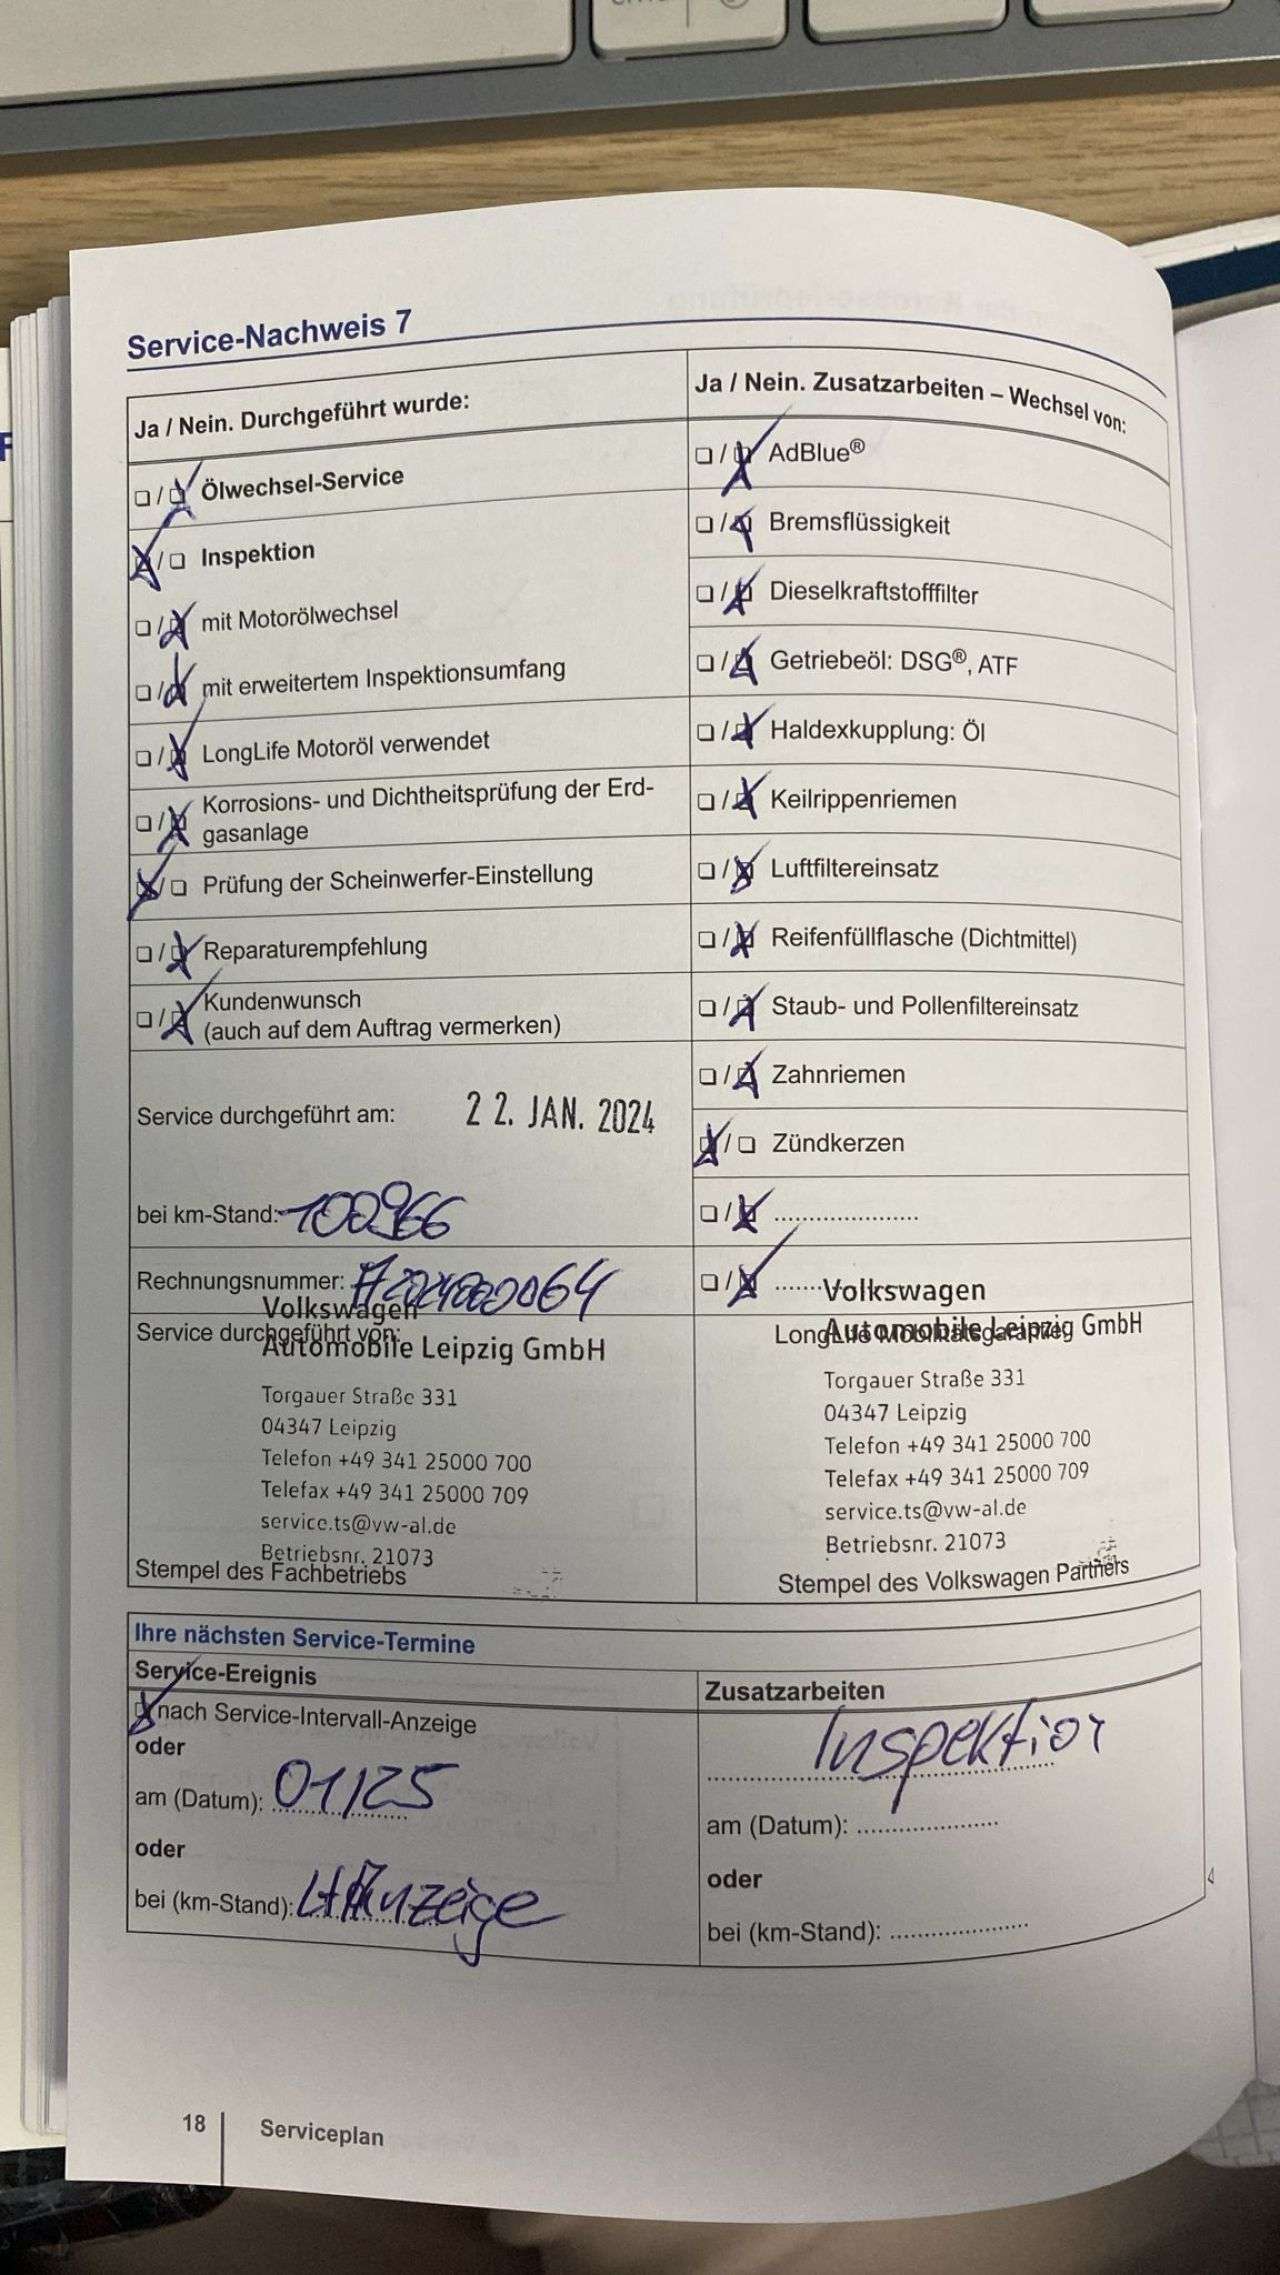 Service-Nachweis 7
Ja / Nein. Durchgeführt wurde:
☐ / ☒ Ölwechsel-Service
☒ / ☐ Inspektion
☐ / ☒ mit Motorölwechsel
☐ / ☒ mit erweitertem Inspektionsumfang
☐ / ☒ LongLife Motoröl verwendet
☐ / ☒ Korrosions- und Dichtheitsprüfung der Erd-
gasanlage
☒ / ☐ Prüfung der Scheinwerfer-Einstellung
☐ / ☒ Reparaturempfehlung
☐ / ☒ Kundenwunsch
(auch auf dem Auftrag vermerken)
Service durchgeführt am: 22. JAN. 2024
bei km-Stand: 100966
Rechnungsnummer:
Service durchgeführt von:
Volkswagen
Automobile Leipzig GmbH
Torgauer Straße 331
04347 Leipzig
Telefon +49 341 25000 700
Telefax +49 341 25000 709
service.ts@vw-al.de
Betriebsnr. 21073
Stempel des Fachbetriebs
Ja / Nein. Zusatzarbeiten – Wechsel von:
☐ / ☒ AdBlue®
☐ / ☒ Bremsflüssigkeit
☐ / ☒ Dieselkraftstofffilter
☐ / ☒ Getriebeöl: DSG®, ATF
☐ / ☒ Haldexkupplung: Öl
☐ / ☒ Keilrippenriemen
☐ / ☒ Luftfiltereinsatz
☐ / ☒ Reifenfüllflasche (Dichtmittel)
☐ / ☒ Staub- und Pollenfiltereinsatz
☐ / ☒ Zahnriemen
☒ / ☐ Zündkerzen
☐ / ☒ .....................
☐ / ☒ .......
LongLife Mobilitätsgarantie
Volkswagen
Automobile Leipzig GmbH
Torgauer Straße 331
04347 Leipzig
Telefon +49 341 25000 700
Telefax +49 341 25000 709
service.ts@vw-al.de
Betriebsnr. 21073
Stempel des Volkswagen Partners
Ihre nächsten Service-Termine
Service-Ereignis
☒ nach Service-Intervall-Anzeige
oder
am (Datum): 01/25
oder
bei (km-Stand): Anzeige
Zusatzarbeiten
Inspektion
am (Datum): .....................
oder
bei (km-Stand): .....................
18
Serviceplan